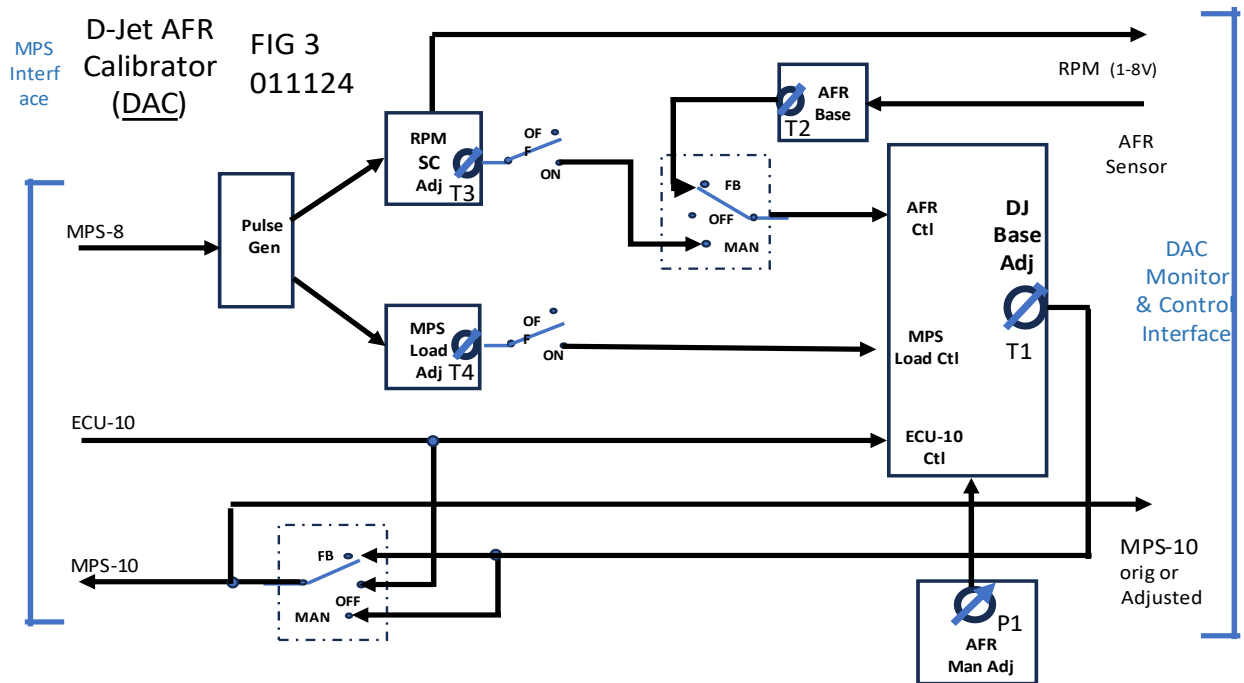 MPS
Interf
ace
D-Jet AFR
Calibrator
(DAC)
FIG 3
011124
RPM (1-8V)
AFR
Base
T2
AFR
Sensor
RPM
SC
Adj
T3
OF
F
ON
FB
OFF
MAN
MPS-8
Pulse
Gen
AFR
Ctl
DJ
Base
Adj
T1
DAC
Monitor
& Control
Interface
MPS
Load
Adj
T4
OF
F
ON
MPS
Load Ctl
ECU-10
ECU-10
Ctl
MPS-10
FB
OFF
MAN
MPS-10
orig or
Adjusted
P1
AFR
Man Adj